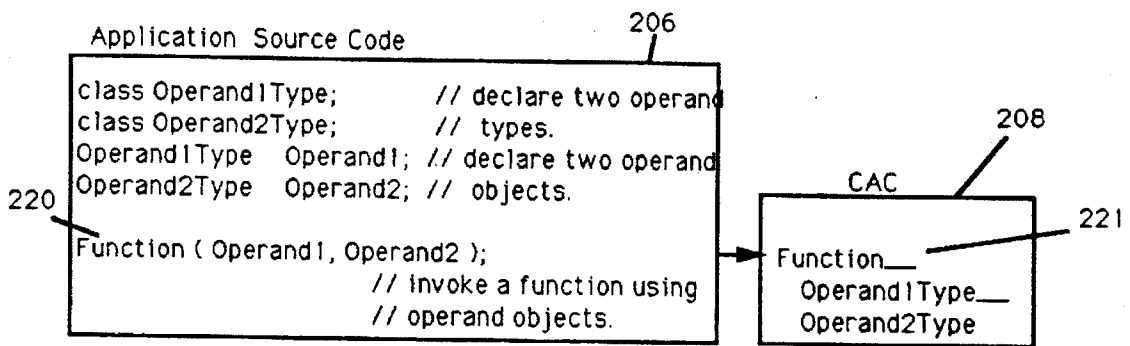 206
Application Source Code
class Operand1Type; // declare two operand
class Operand2Type; // types.
Operand1Type Operand1; // declare two operand
Operand2Type Operand2; // objects.
208
CAC
220
221
Function ( Operand1, Operand2 );
// invoke a function using
// operand objects.
Function__
Operand1Type__
Operand2Type